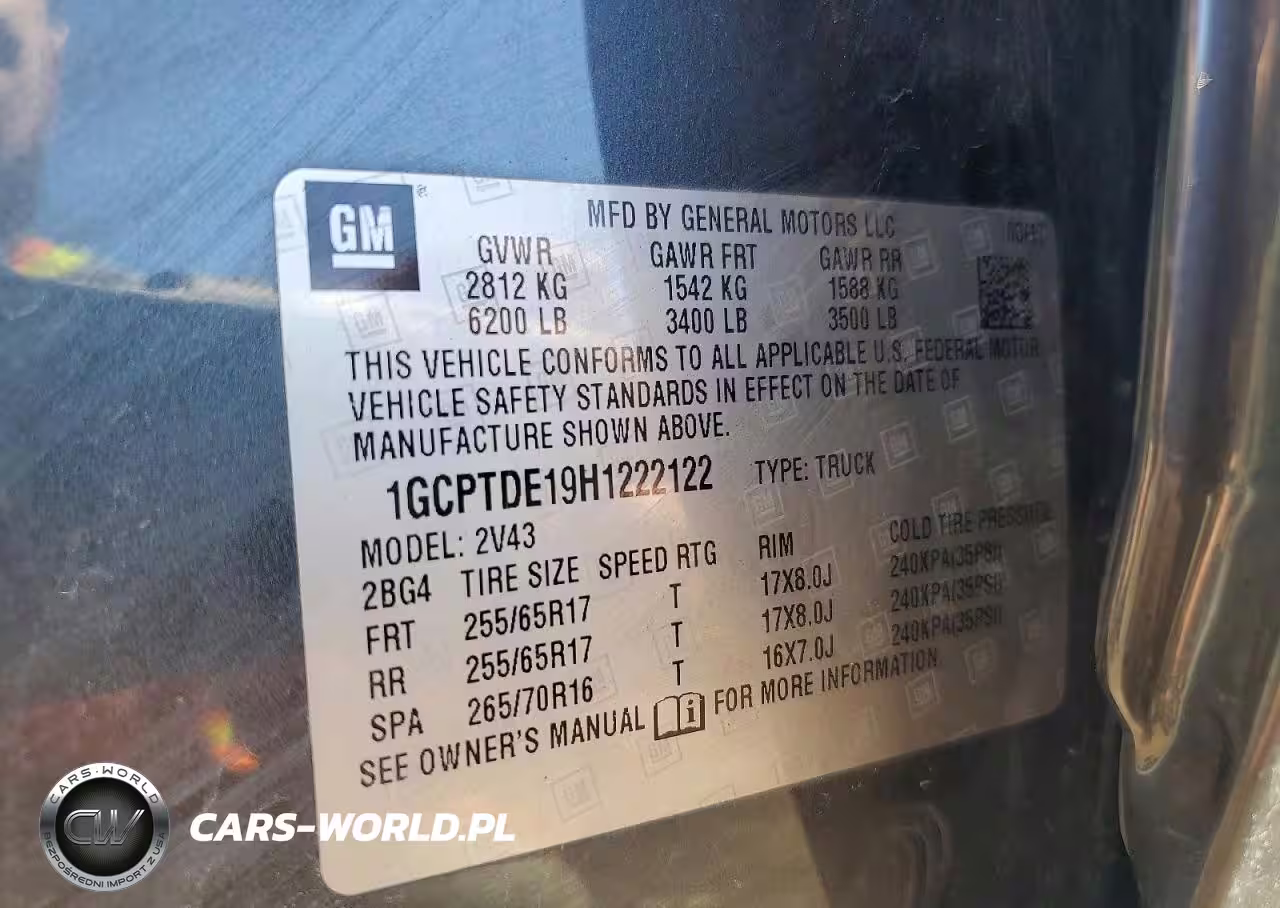 GM
MFD BY GENERAL MOTORS LLC
GVWR GAWR FRT GAWR RR
2812 KG 1542 KG 1588 KG
6200 LB 3400 LB 3500 LB
THIS VEHICLE CONFORMS TO ALL APPLICABLE U.S. FEDERAL MOTOR
VEHICLE SAFETY STANDARDS IN EFFECT ON THE DATE OF
MANUFACTURE SHOWN ABOVE.
1GCPTDE19H1222122 TYPE: TRUCK
MODEL: 2V43
2BG4 TIRE SIZE SPEED RTG RIM COLD TIRE PRESSURE
FRT 255/65R17 T 17X8.0J 240KPA(35PSI)
RR 255/65R17 T 17X8.0J 240KPA(35PSI)
SPA 265/70R16 T 16X7.0J 240KPA(35PSI)
SEE OWNER'S MANUAL i FOR MORE INFORMATION
CARS-WORLD
CW
BEZPOŚREDNI IMPORT Z USA
CARS-WORLD.PL